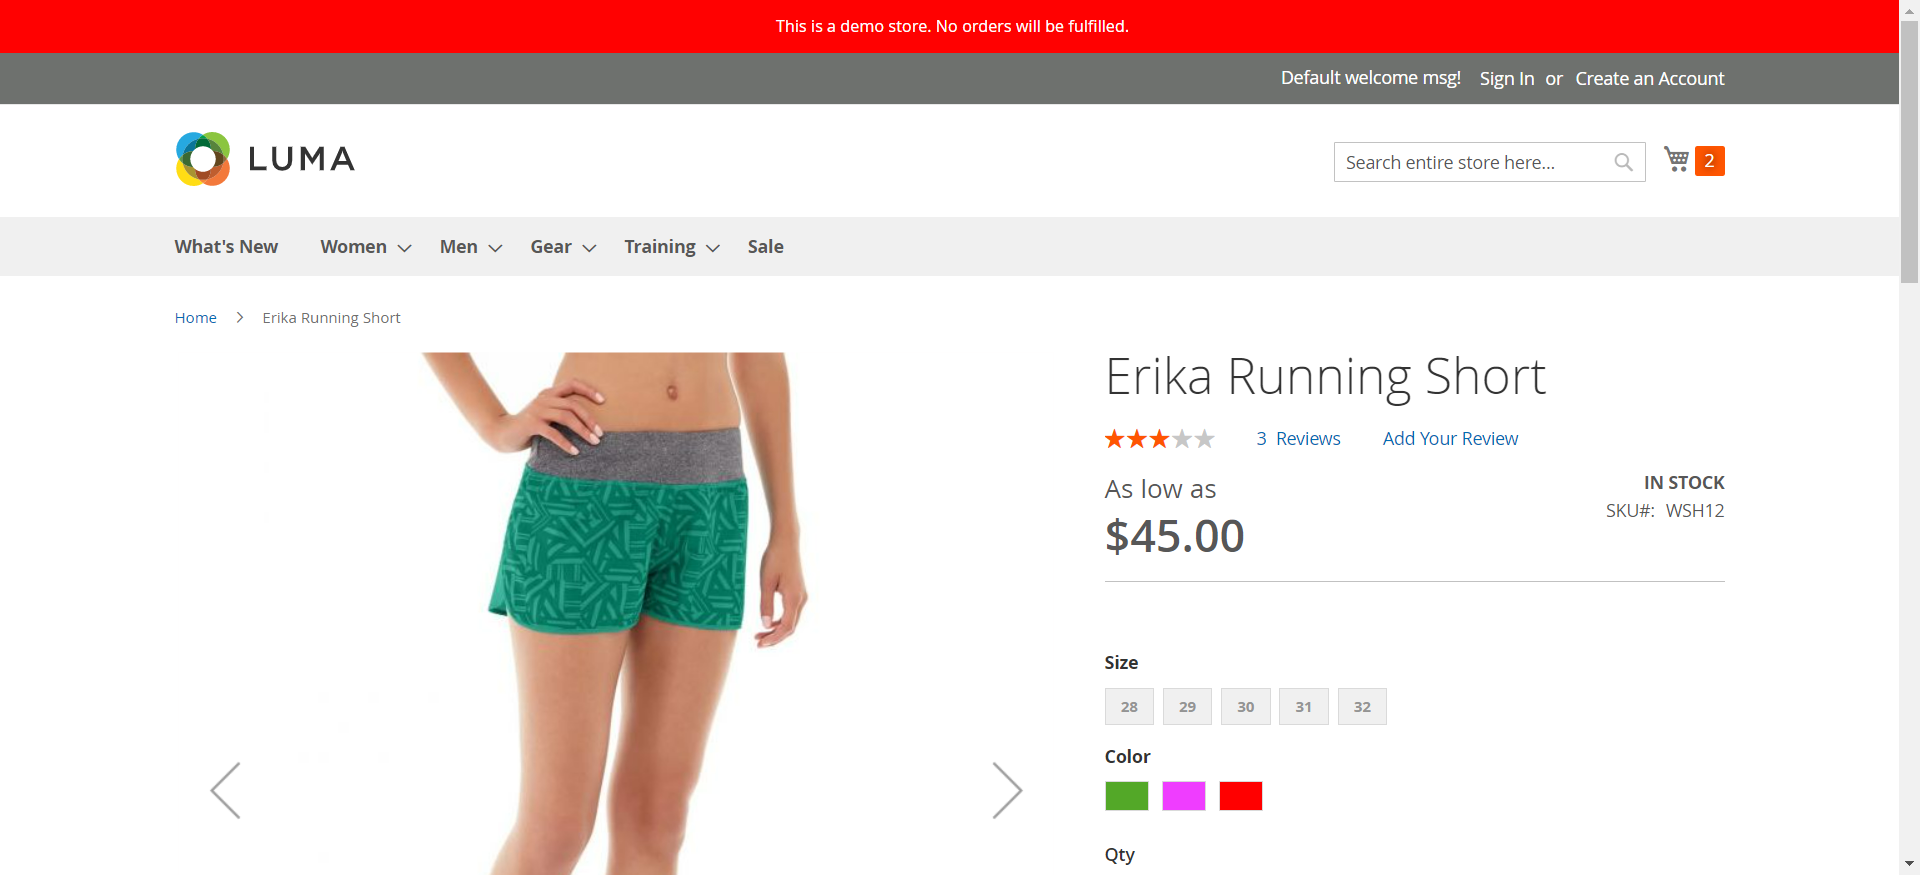 This is a demo store. No orders will be fulfilled.
Default welcome msg! Sign In or Create an Account
LUMA
Search entire store here...
2
What's New Women Men Gear Training Sale
Home Erika Running Short
Erika Running Short
3 Reviews Add Your Review
As low as
$45.00
IN STOCK
SKU#: WSH12
Size
28 29 30 31 32
Color
Qty